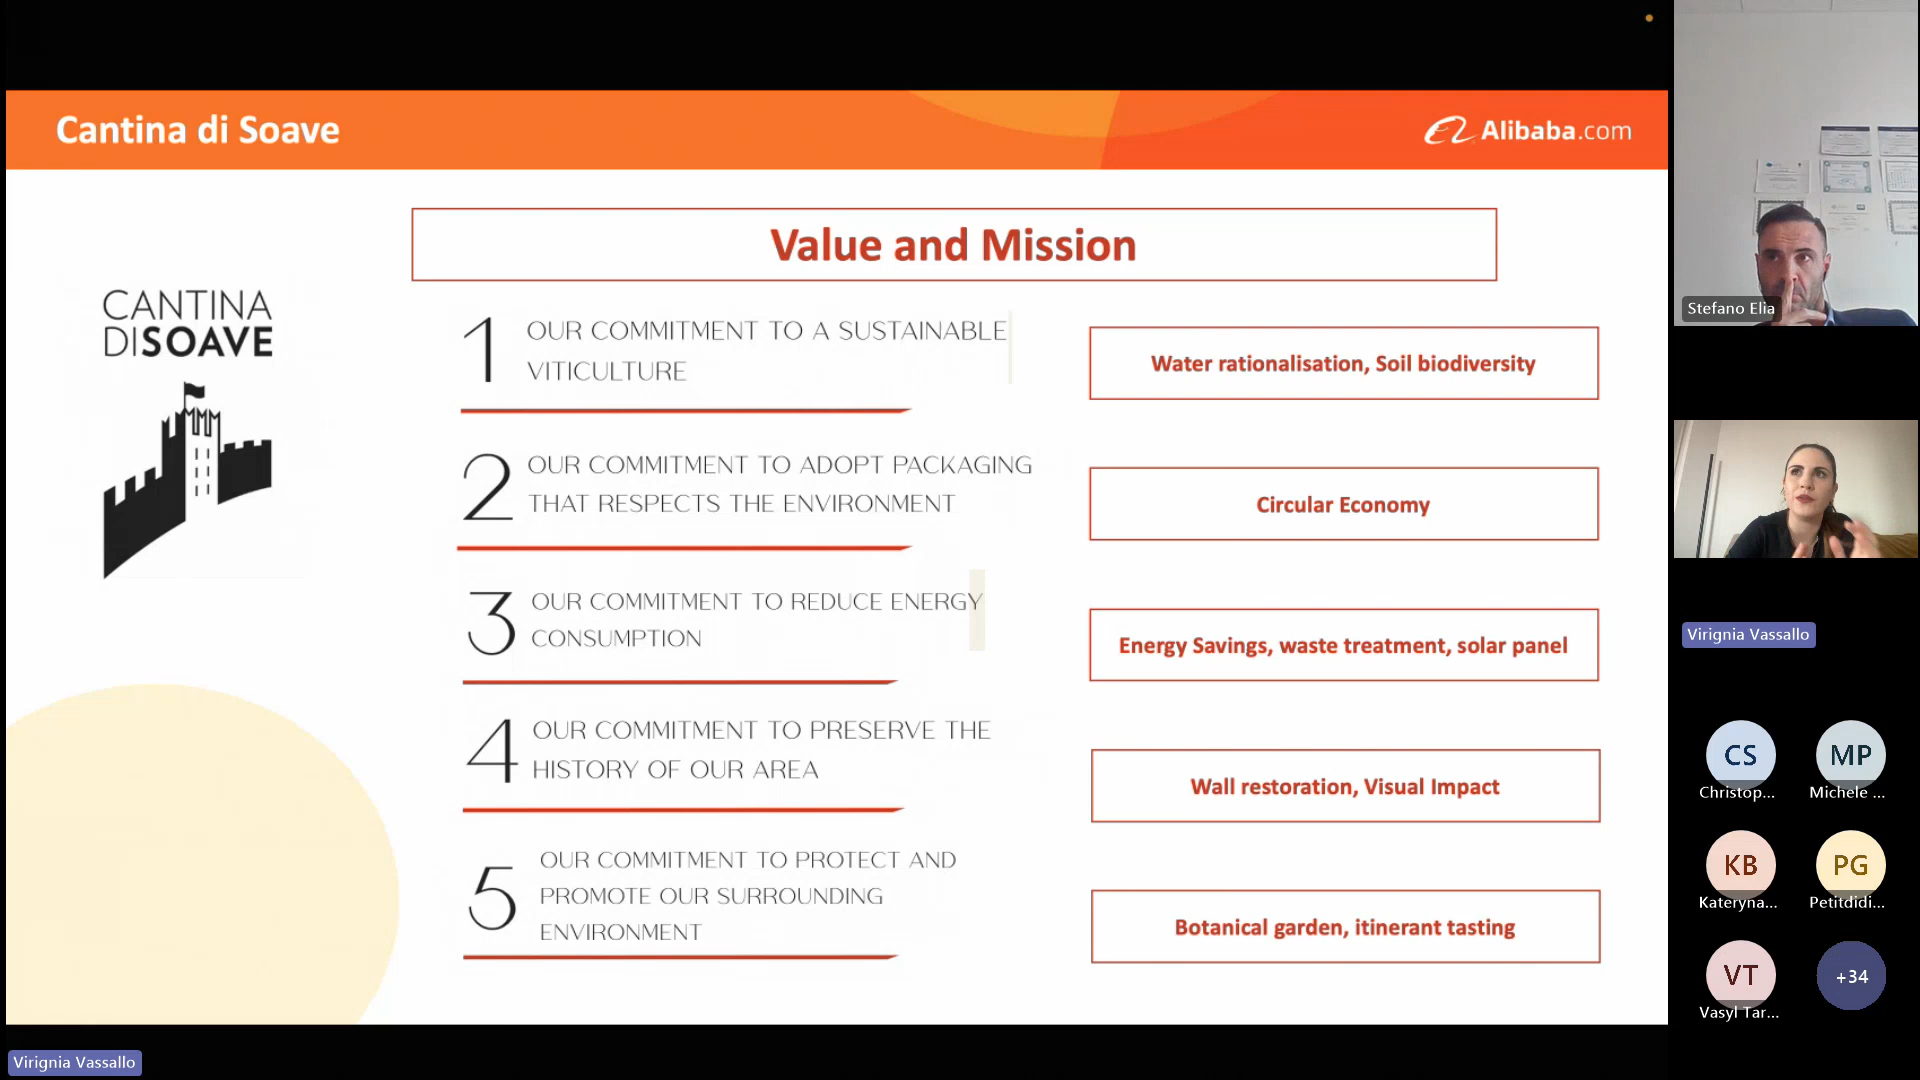 Cantina di Soave
Alibaba.com
Value and Mission
CANTINA
DISOAVE
1
OUR COMMITMENT TO A SUSTAINABLE
VITICULTURE
Water rationalisation, Soil biodiversity
2
OUR COMMITMENT TO ADOPT PACKAGING
THAT RESPECTS THE ENVIRONMENT
Circular Economy
3
OUR COMMITMENT TO REDUCE ENERGY
CONSUMPTION
Energy Savings, waste treatment, solar panel
4
OUR COMMITMENT TO PRESERVE THE
HISTORY OF OUR AREA
Wall restoration, Visual Impact
5
OUR COMMITMENT TO PROTECT AND
PROMOTE OUR SURROUNDING
ENVIRONMENT
Botanical garden, itinerant tasting
Virignia Vassallo
Stefano Elia
Virignia Vassallo
CS
Christop...
MP
Michele ...
KB
Kateryna...
PG
Petitdidi...
VT
Vasyl Tar...
+34